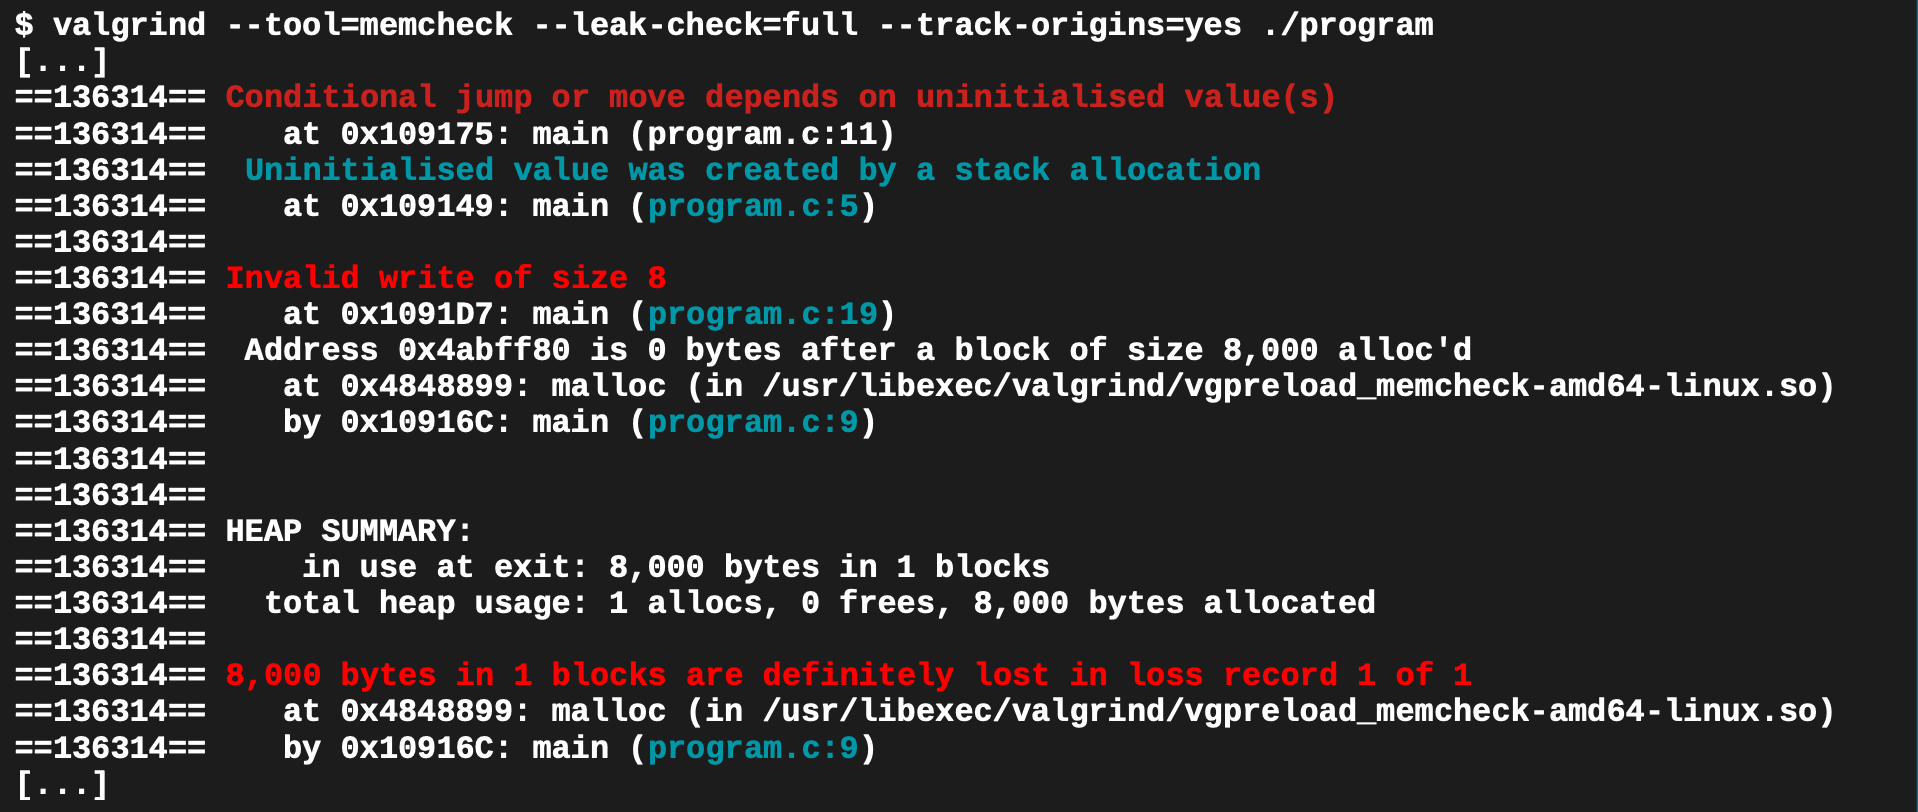 $ valgrind --tool=memcheck --leak-check=full --track-origins=yes ./program
[...]
==136314== Conditional jump or move depends on uninitialised value(s)
==136314==    at 0x109175: main (program.c:11)
==136314==  Uninitialised value was created by a stack allocation
==136314==    at 0x109149: main (program.c:5)
==136314==
==136314== Invalid write of size 8
==136314==    at 0x1091D7: main (program.c:19)
==136314==  Address 0x4abff80 is 0 bytes after a block of size 8,000 alloc'd
==136314==    at 0x4848899: malloc (in /usr/libexec/valgrind/vgpreload_memcheck-amd64-linux.so)
==136314==    by 0x10916C: main (program.c:9)
==136314==
==136314==
==136314== HEAP SUMMARY:
==136314==     in use at exit: 8,000 bytes in 1 blocks
==136314==   total heap usage: 1 allocs, 0 frees, 8,000 bytes allocated
==136314==
==136314== 8,000 bytes in 1 blocks are definitely lost in loss record 1 of 1
==136314==    at 0x4848899: malloc (in /usr/libexec/valgrind/vgpreload_memcheck-amd64-linux.so)
==136314==    by 0x10916C: main (program.c:9)
[...]